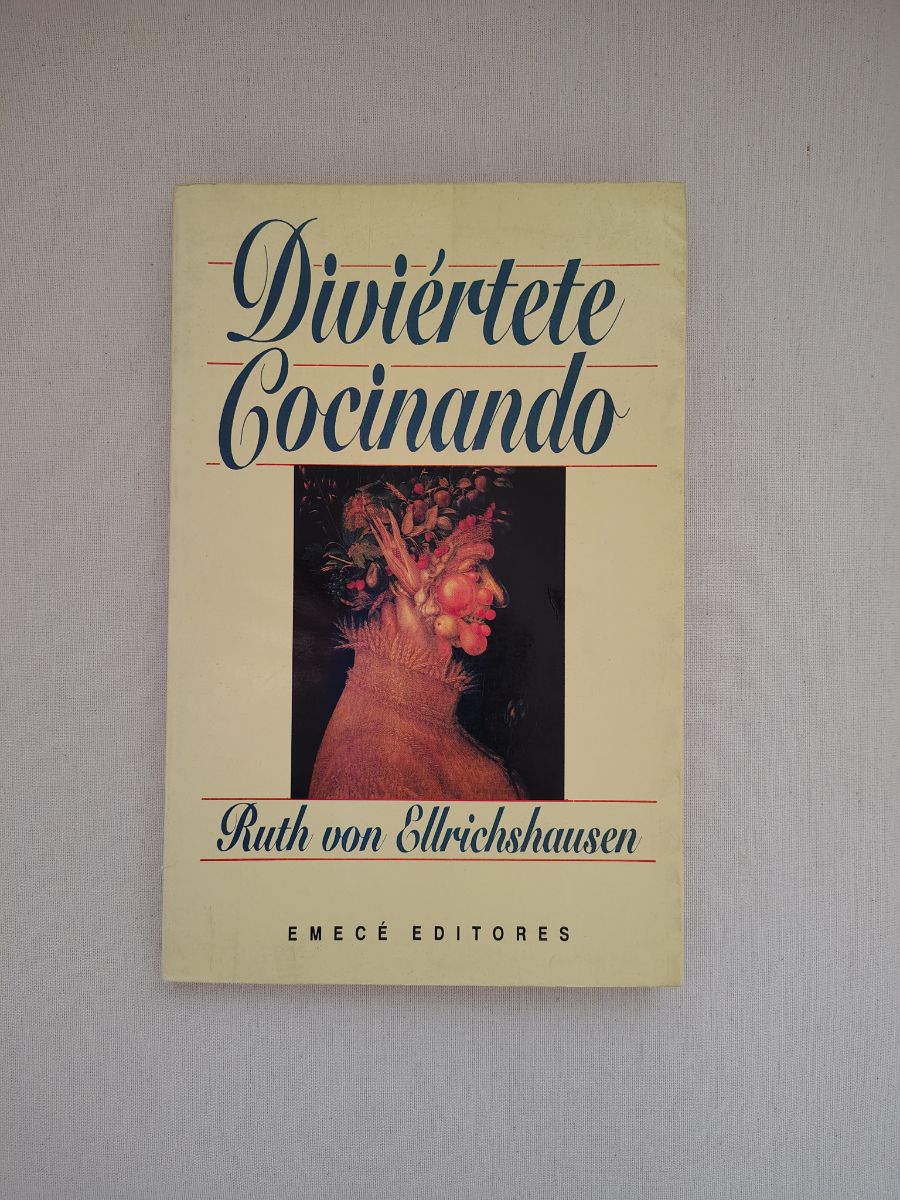 Diviértete
Cocinando
Ruth von Ellrichshausen
EMECÉ EDITORES